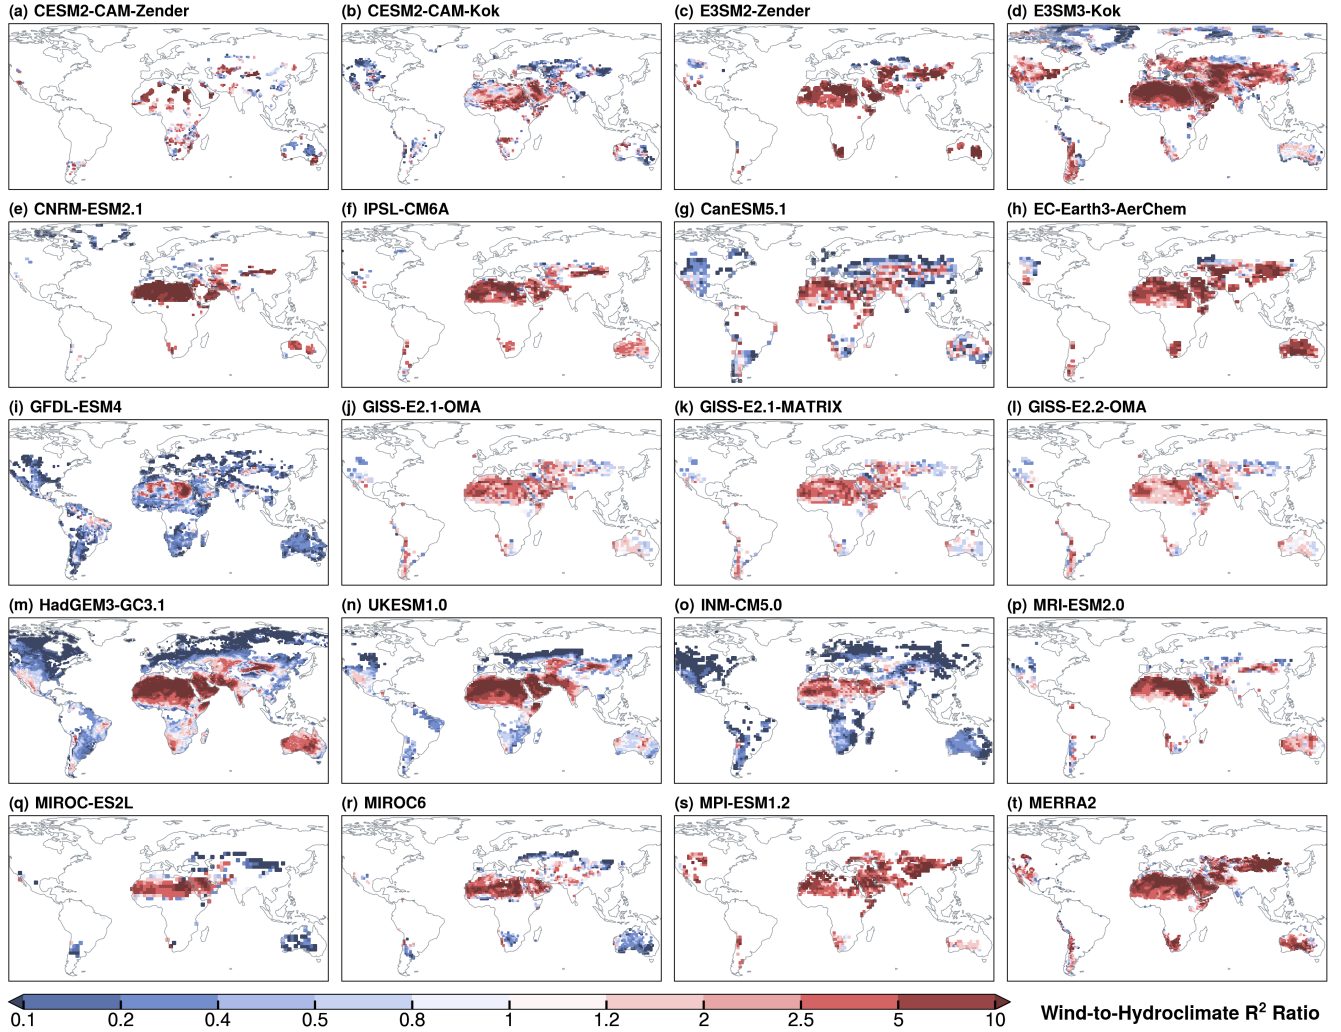 (a) CESM2-CAM-Zender
(b) CESM2-CAM-Kok
(c) E3SM2-Zender
(d) E3SM3-Kok
(e) CNRM-ESM2.1
(f) IPSL-CM6A
(g) CanESM5.1
(h) EC-Earth3-AerChem
(i) GFDL-ESM4
(j) GISS-E2.1-OMA
(k) GISS-E2.1-MATRIX
(l) GISS-E2.2-OMA
(m) HadGEM3-GC3.1
(n) UKESM1.0
(o) INM-CM5.0
(p) MRI-ESM2.0
(q) MIROC-ES2L
(r) MIROC6
(s) MPI-ESM1.2
(t) MERRA2
0.1 0.2 0.4 0.5 0.8 1 1.2 2 2.5 5 10
Wind-to-Hydroclimate R² Ratio